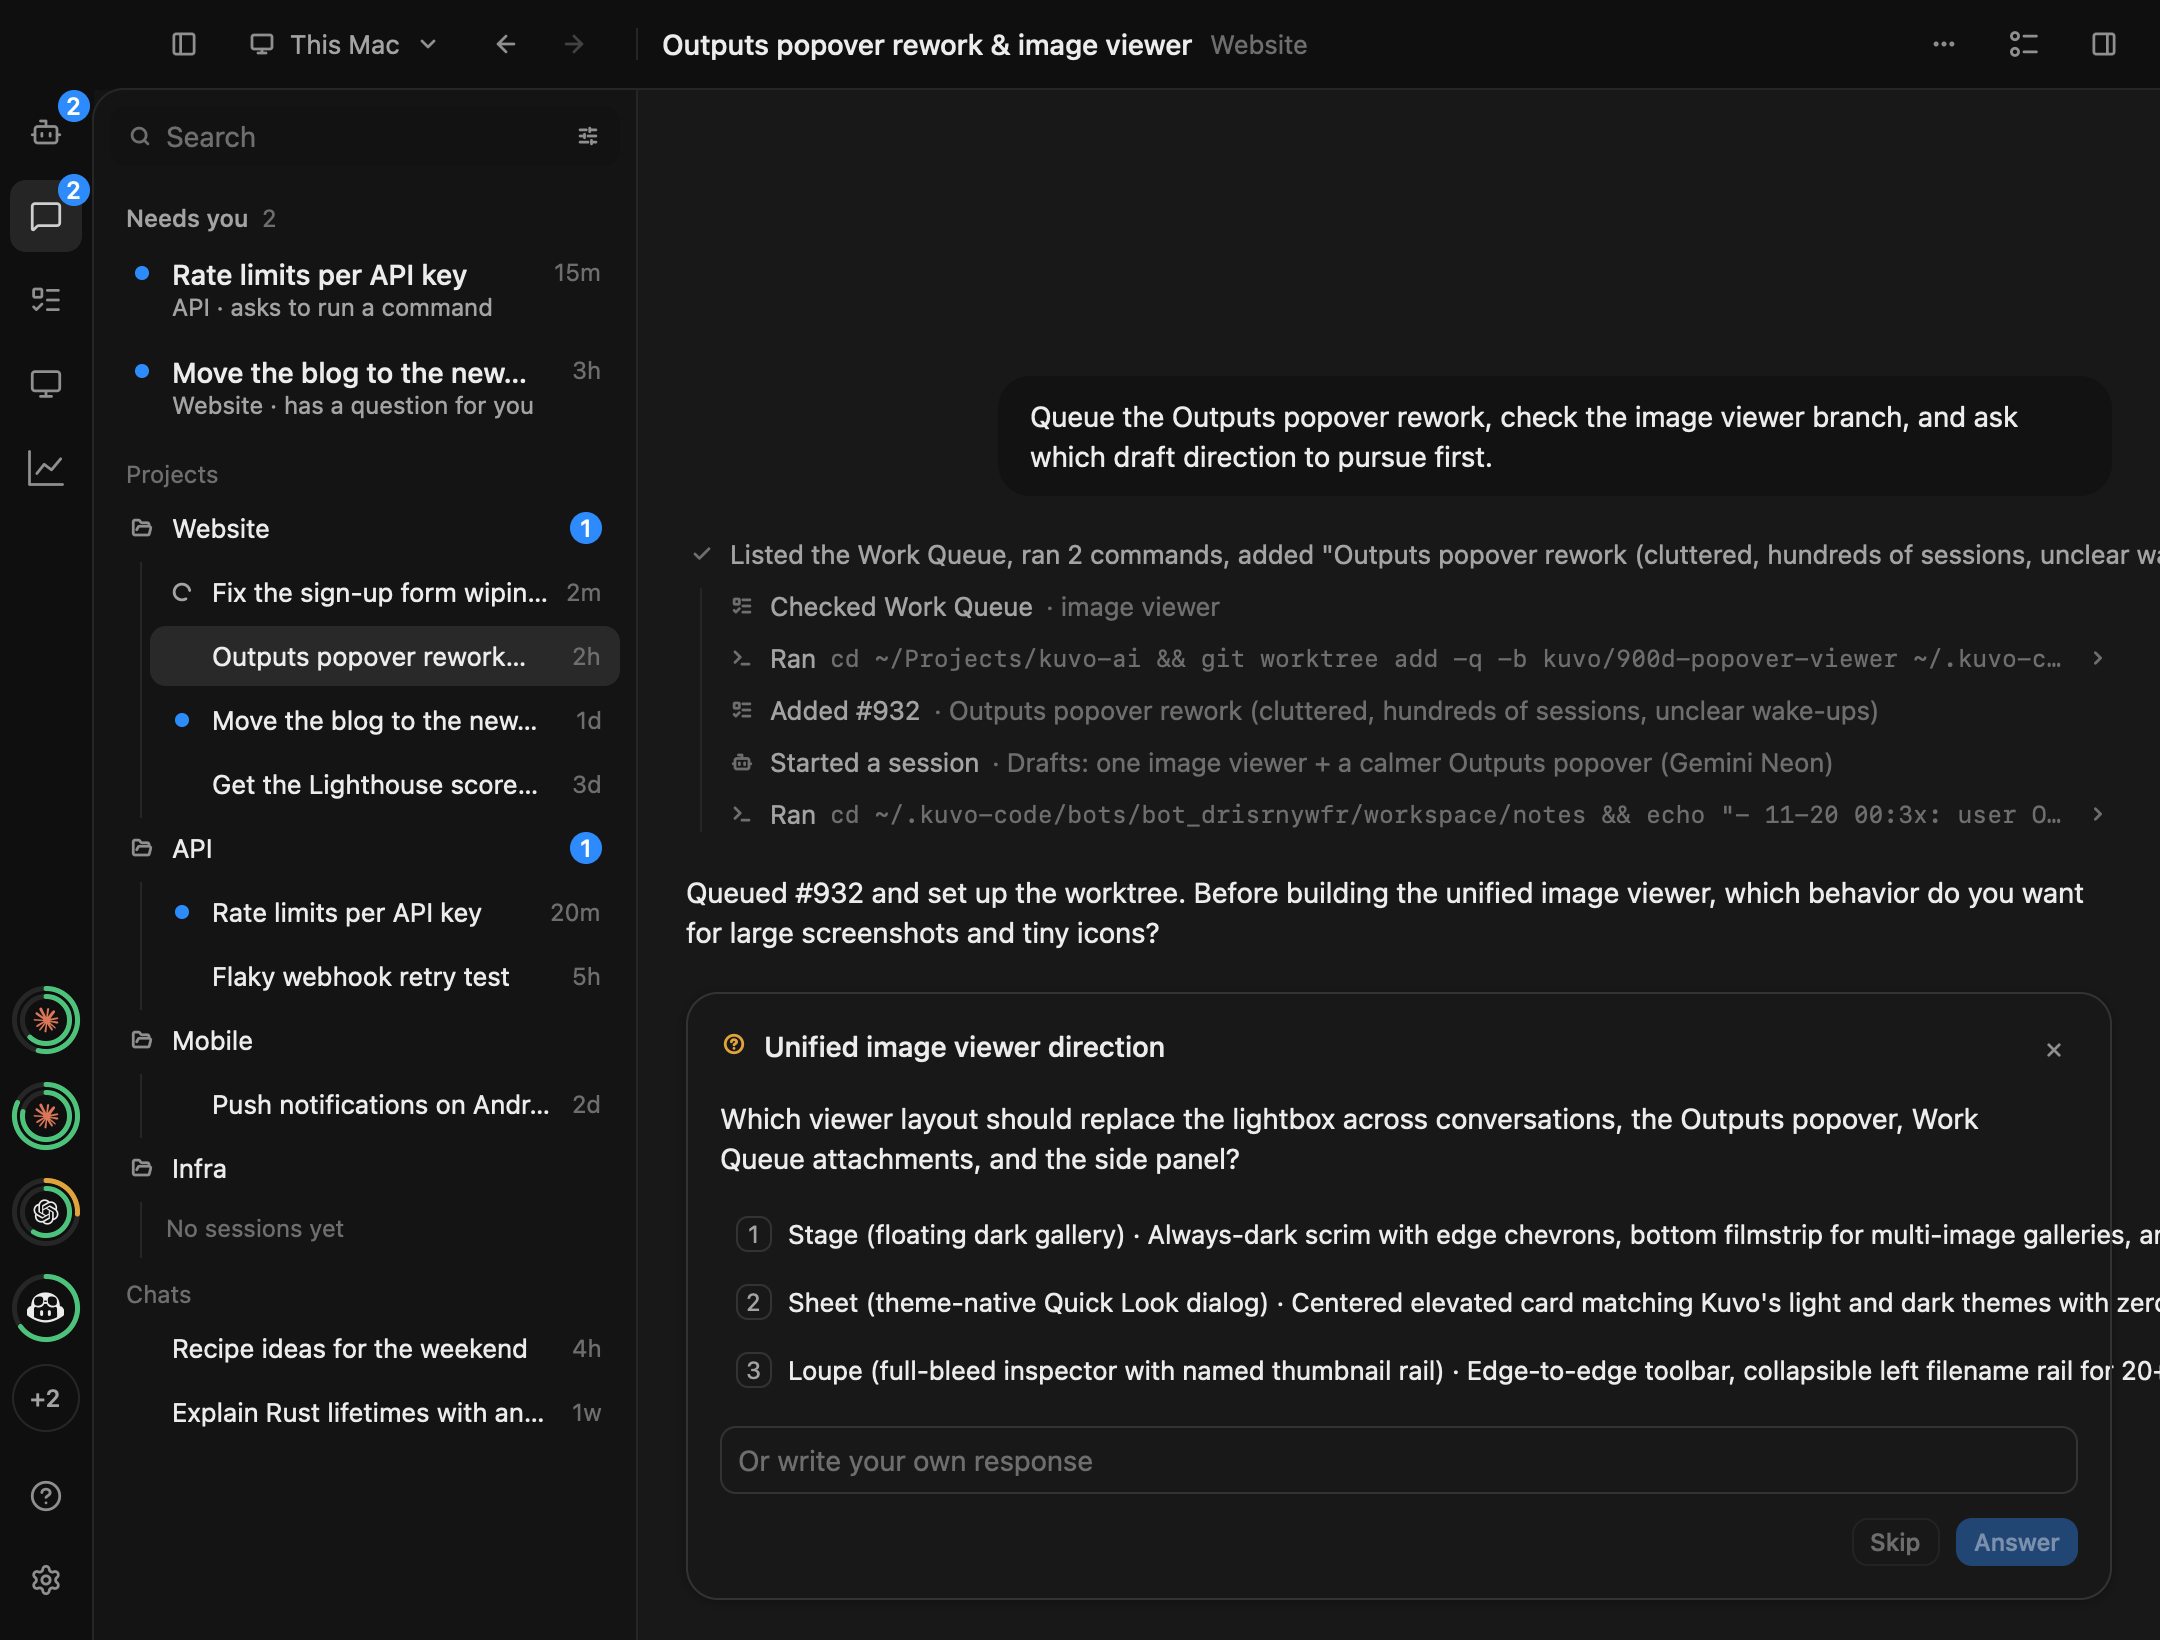 This Mac
Outputs popover rework & image viewer Website
2
2
Search
Needs you 2
Rate limits per API key 15m
API · asks to run a command
Move the blog to the new... 3h
Website · has a question for you
Projects
Website 1
Fix the sign-up form wipin... 2m
Outputs popover rework... 2h
Move the blog to the new... 1d
Get the Lighthouse score... 3d
API 1
Rate limits per API key 20m
Flaky webhook retry test 5h
Mobile
Push notifications on Andr... 2d
Infra
No sessions yet
Chats
Recipe ideas for the weekend 4h
Explain Rust lifetimes with an... 1w
+2
Queue the Outputs popover rework, check the image viewer branch, and ask
which draft direction to pursue first.
Listed the Work Queue, ran 2 commands, added "Outputs popover rework (cluttered, hundreds of sessions, unclear
Checked Work Queue · image viewer
Ran cd ~/Projects/kuvo-ai && git worktree add -q -b kuvo/900d-popover-viewer ~/.kuvo-c...
Added #932 · Outputs popover rework (cluttered, hundreds of sessions, unclear wake-ups)
Started a session · Drafts: one image viewer + a calmer Outputs popover (Gemini Neon)
Ran cd ~/.kuvo-code/bots/bot_drisrnywfr/workspace/notes && echo "- 11-20 00:3x: user O...
Queued #932 and set up the worktree. Before building the unified image viewer, which behavior do you want
for large screenshots and tiny icons?
Unified image viewer direction
Which viewer layout should replace the lightbox across conversations, the Outputs popover, Work
Queue attachments, and the side panel?
1 Stage (floating dark gallery) · Always-dark scrim with edge chevrons, bottom filmstrip for multi-image galleries,
2 Sheet (theme-native Quick Look dialog) · Centered elevated card matching Kuvo's light and dark themes with
3 Loupe (full-bleed inspector with named thumbnail rail) · Edge-to-edge toolbar, collapsible left filename rail for 20+
Or write your own response
Skip
Answer